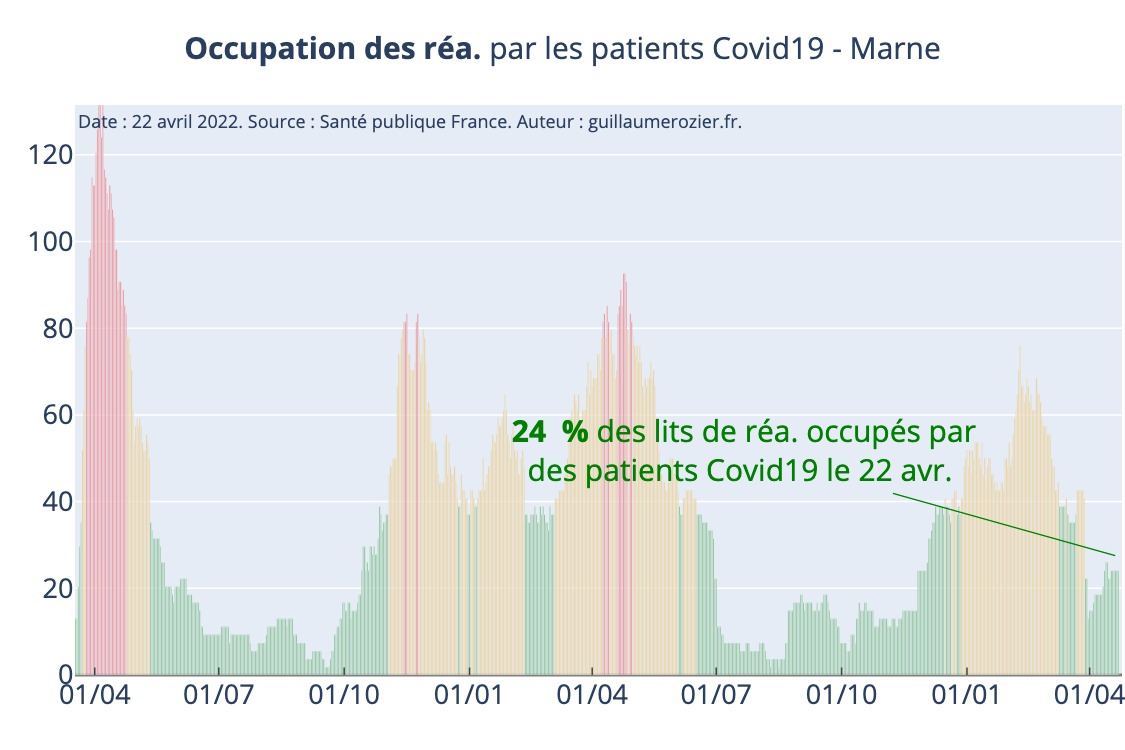 Occupation des réa. par les patients Covid19 - Marne
Date : 22 avril 2022. Source : Santé publique France. Auteur : guillaumerozier.fr.
120
100
80
60
40
20
0
24 % des lits de réa. occupés par
des patients Covid19 le 22 avr.
01/04 01/07 01/10 01/01 01/04 01/07 01/10 01/01 01/04